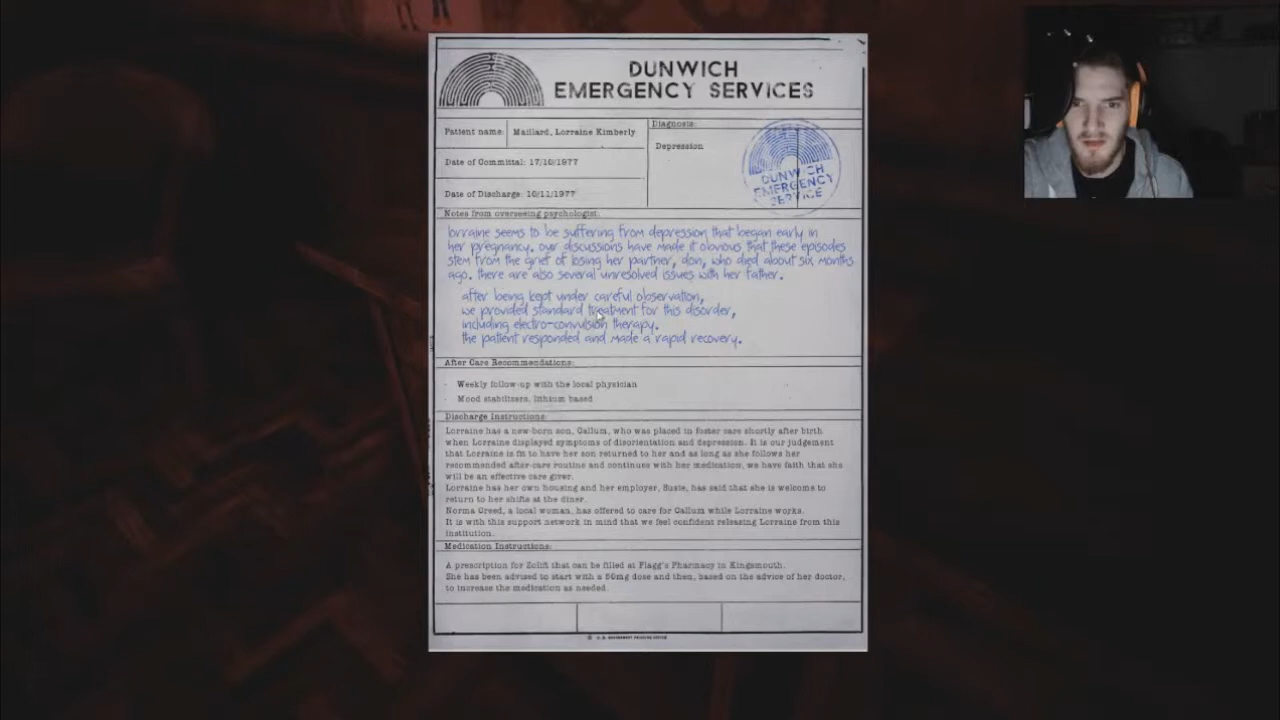 DUNWICH
EMERGENCY SERVICES
Patient name: Maillard, Lorraine Kimberly
Diagnosis:
Depression
Date of Committal: 17/10/1977
Date of Discharge: 10/11/1977
DUNWICH
EMERGENCY
SERVICE
Notes from overseeing psychologist:
lorraine seems to be suffering from depression that began early in
her pregnancy. our discussions have made it obvious that these episodes
stem from the grief of losing her partner, don, who died about six months
ago. there are also several unresolved issues with her father.
after being kept under careful observation,
we provided standard treatment for this disorder,
including electro-convulsion therapy.
the patient responded and made a rapid recovery.
After Care Recommendations:
· Weekly follow-up with the local physician
· Mood stabilizers, lithium based
Discharge Instructions:
Lorraine has a new-born son, Callum, who was placed in foster care shortly after birth
when Lorraine displayed symptoms of disorientation and depression. It is our judgement
that Lorraine is fit to have her son returned to her and as long as she follows her
recommended after-care routine and continues with her medication, we have faith that she
will be an effective care giver.
Lorraine has her own housing and her employer, Susie, has said that she is welcome to
return to her shifts at the diner.
Norma Creed, a local woman, has offered to care for Callum while Lorraine works.
It is with this support network in mind that we feel confident releasing Lorraine from this
institution.
Medication Instructions:
A prescription for Zolift that can be filled at Flagg's Pharmacy in Kingsmouth.
She has been advised to start with a 50mg dose and then, based on the advice of her doctor,
to increase the medication as needed.